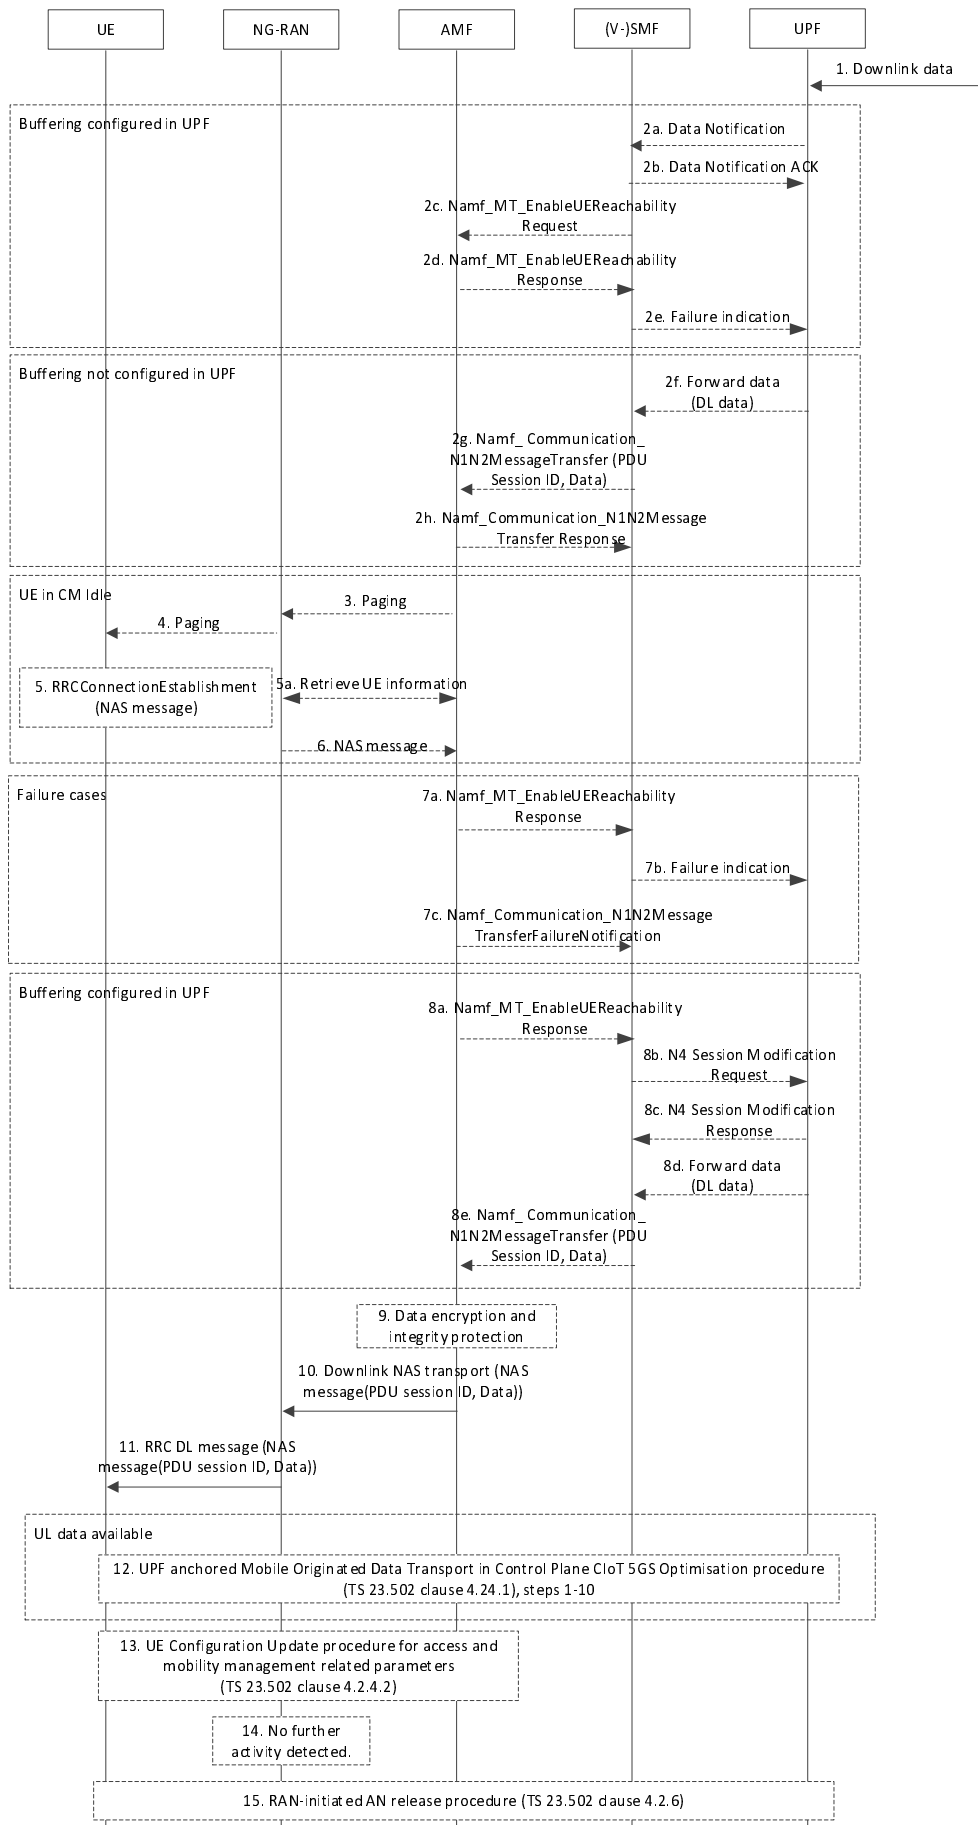 UE
NG-RAN
AMF
(V-)SMF
UPF
1. Downlink data
Buffering configured in UPF
2a. Data Notification
2b. Data Notification ACK
2c. Namf_MT_EnableUEReachability
Request
2d. Namf_MT_EnableUEReachability
Response
2e. Failure indication
Buffering not configured in UPF
2f. Forward data
(DL data)
2g. Namf_ Communication_
N1N2MessageTransfer (PDU
Session ID, Data)
2h. Namf_Communication_N1N2Message
Transfer Response
UE in CM Idle
3. Paging
4. Paging
5. RRCConnectionEstablishment
(NAS message)
5a. Retrieve UE information
6. NAS message
Failure cases
7a. Namf_MT_EnableUEReachability
Response
7b. Failure indication
7c. Namf_Communication_N1N2Message
TransferFailureNotification
Buffering configured in UPF
8a. Namf_MT_EnableUEReachability
Response
8b. N4 Session Modification
Request
8c. N4 Session Modification
Response
8d. Forward data
(DL data)
8e. Namf_ Communication_
N1N2MessageTransfer (PDU
Session ID, Data)
9. Data encryption and
integrity protection
10. Downlink NAS transport (NAS
message(PDU session ID, Data))
11. RRC DL message (NAS
message(PDU session ID, Data))
UL data available
12. UPF anchored Mobile Originated Data Transport in Control Plane CIoT 5GS Optimisation procedure
(TS 23.502 clause 4.24.1), steps 1-10
13. UE Configuration Update procedure for access and
mobility management related parameters
(TS 23.502 clause 4.2.4.2)
14. No further
activity detected.
15. RAN-initiated AN release procedure (TS 23.502 clause 4.2.6)